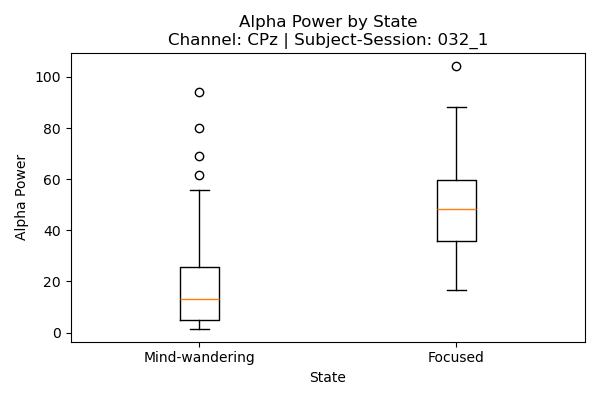 Alpha Power by State
Channel: CPz | Subject-Session: 032_1
Alpha Power
100
80
60
40
20
0
Mind-wandering
Focused
State